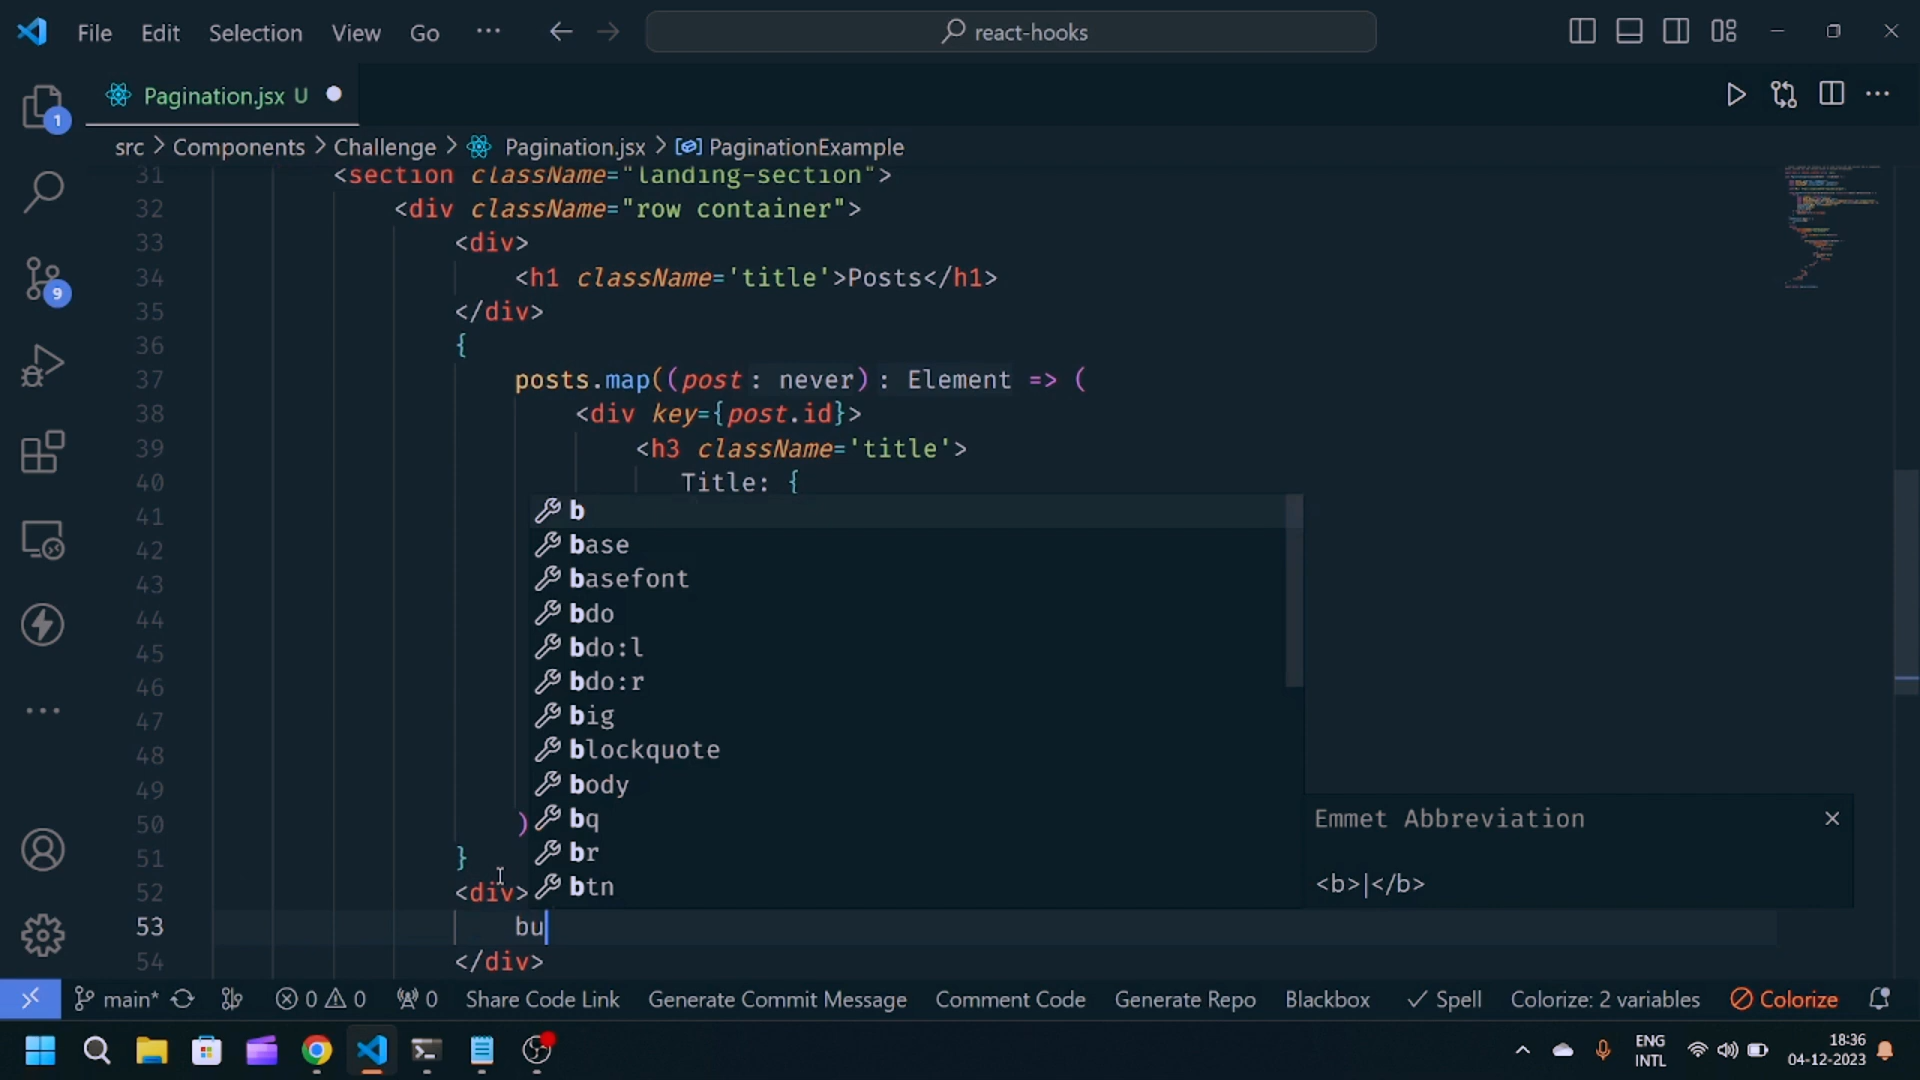 File Edit Selection View Go ... react-hooks
Pagination.jsx U
1
src > Components > Challenge > Pagination.jsx > PaginationExample
31 <section className="landing-section">
32 <div className="row container">
33 <div>
34 <h1 className='title'>Posts</h1>
35 </div>
36 {
37 posts.map((post: never): Element => (
38 <div key={post.id}>
39 <h3 className='title'>
40 Title: {
41 b
42 base
43 basefont
44 bdo
45 bdo:l
46 bdo:r
47 big
48 blockquote
49 body
50 ) bq
51 } br
52 <div> btn
53 bu
54 </div>
9
Emmet Abbreviation
<b>|</b>
main* 0 0 0 Share Code Link Generate Commit Message Comment Code Generate Repo Blackbox Spell Colorize: 2 variables Colorize
ENG
INTL
18:36
04-12-2023